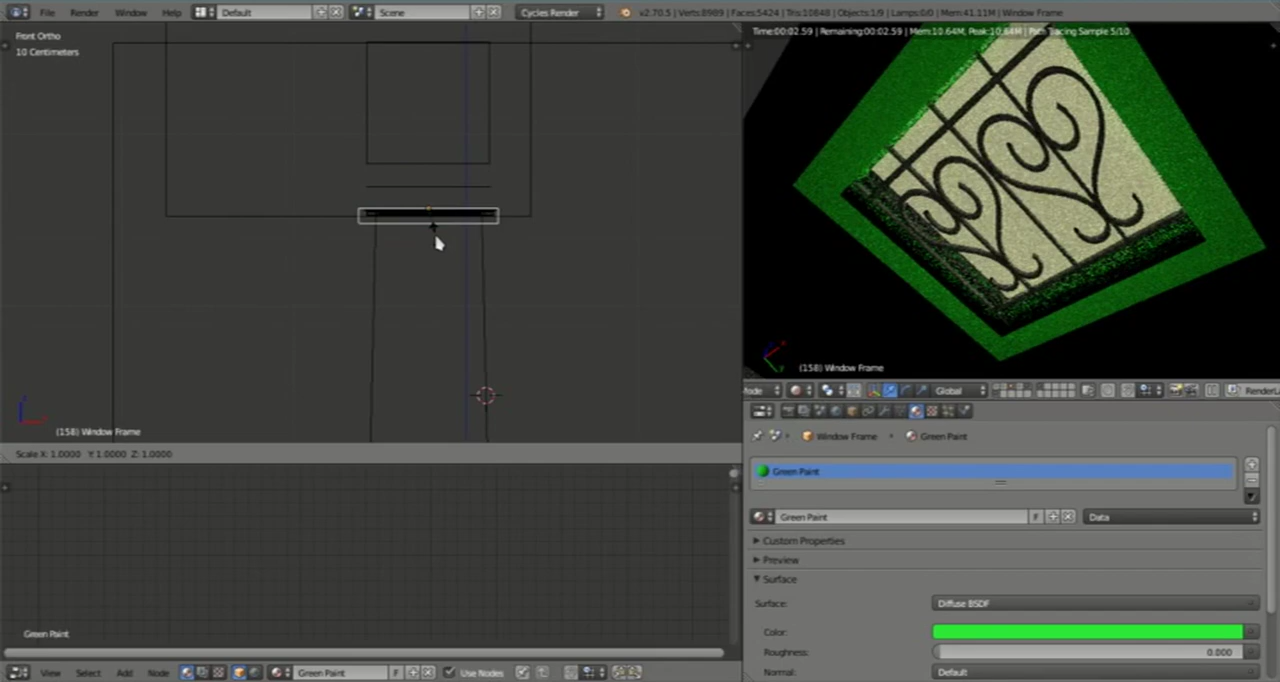 File Render Window Help Default Scene Cycles Render v2.70.5 | Verts:8989 | Faces:5424 | Tris:10848 | Objects:1/9 | Lamps:0/0 | Mem:41.11M | Window Frame
Front Ortho
10 Centimeters
Time:00:02.59 | Remaining:00:02.59 | Mem:10.64M, Peak:10.64M | Path Tracing Sample 5/10
(158) Window Frame
(158) Window Frame
Global
Window Frame Green Paint
Scale X: 1.0000 Y: 1.0000 Z: 1.0000
Green Paint
Green Paint F Data
Custom Properties
Preview
Surface
Surface: Diffuse BSDF
Color:
Roughness: 0.000
Normal: Default
Green Paint
View Select Add Node Green Paint F Use Nodes